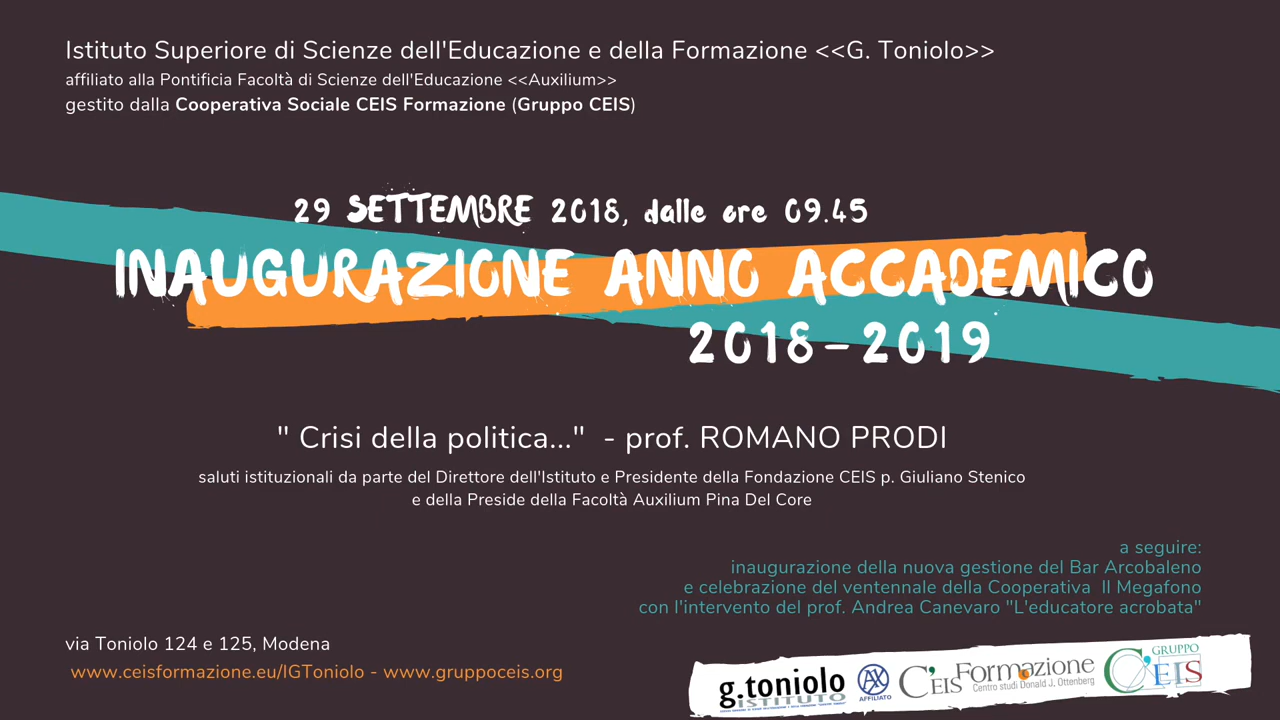 Istituto Superiore di Scienze dell'Educazione e della Formazione <<G. Toniolo>>
affiliato alla Pontificia Facoltà di Scienze dell'Educazione <<Auxilium>>
gestito dalla Cooperativa Sociale CEIS Formazione (Gruppo CEIS)
29 SETTEMBRE 2018, dalle ore 09.45
INAUGURAZIONE ANNO ACCADEMICO
2018-2019
" Crisi della politica..." - prof. ROMANO PRODI
saluti istituzionali da parte del Direttore dell'Istituto e Presidente della Fondazione CEIS p. Giuliano Stenico
e della Preside della Facoltà Auxilium Pina Del Core
a seguire:
inaugurazione della nuova gestione del Bar Arcobaleno
e celebrazione del ventennale della Cooperativa Il Megafono
con l'intervento del prof. Andrea Canevaro "L'educatore acrobata"
via Toniolo 124 e 125, Modena
www.ceisformazione.eu/IGToniolo - www.gruppoceis.org
g.toniolo
ISTITUTO
AFFILIATO
C'EIS Formazione
Centro studi Donald J. Ottenberg
GRUPPO
C'EIS